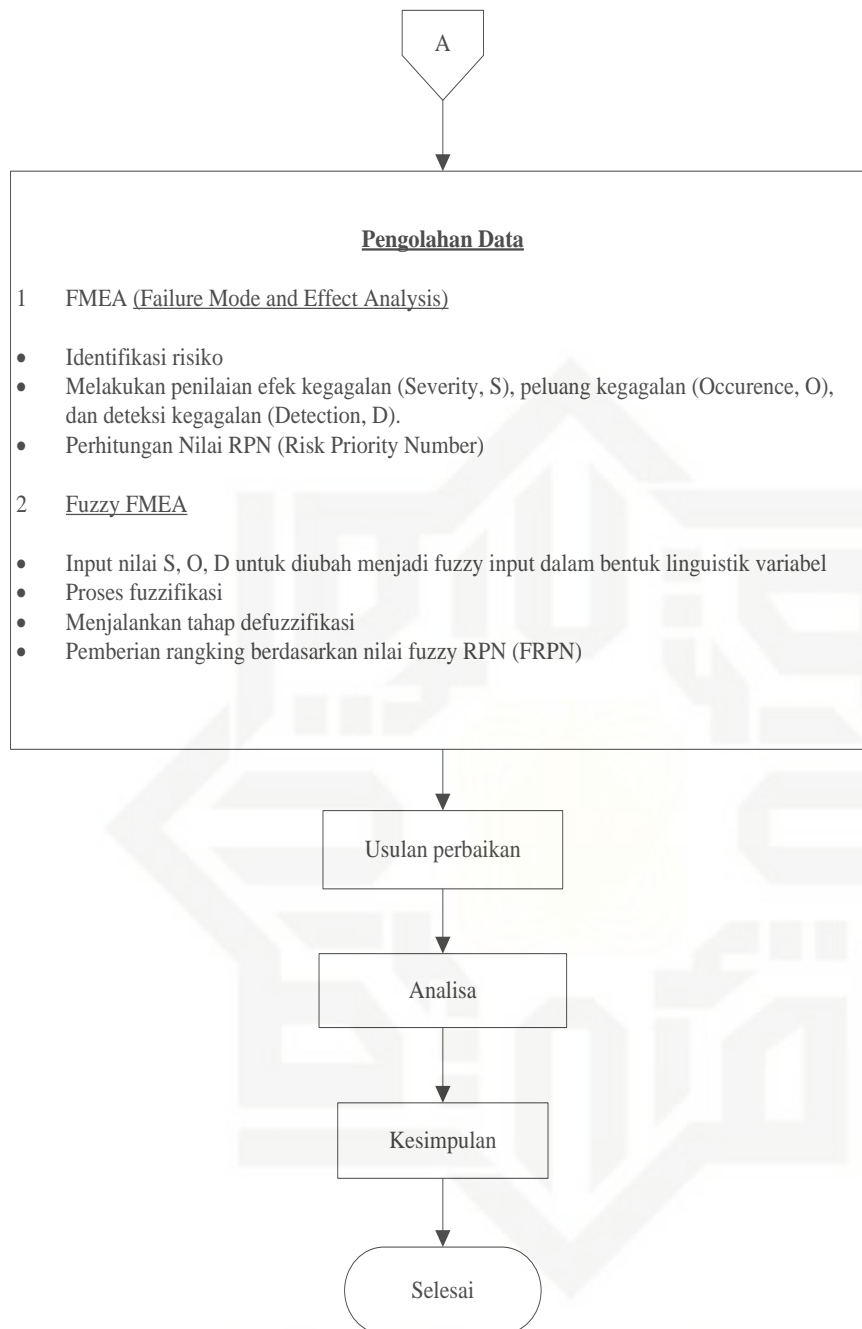 A
Pengolahan Data
1 FMEA (Failure Mode and Effect Analysis)
• Identifikasi risiko
• Melakukan penilaian efek kegagalan (Severity, S), peluang kegagalan (Occurence, O),
dan deteksi kegagalan (Detection, D).
• Perhitungan Nilai RPN (Risk Priority Number)
2 Fuzzy FMEA
• Input nilai S, O, D untuk diubah menjadi fuzzy input dalam bentuk linguistik variabel
• Proses fuzzifikasi
• Menjalankan tahap defuzzifikasi
• Pemberian rangking berdasarkan nilai fuzzy RPN (FRPN)
Usulan perbaikan
Analisa
Kesimpulan
Selesai